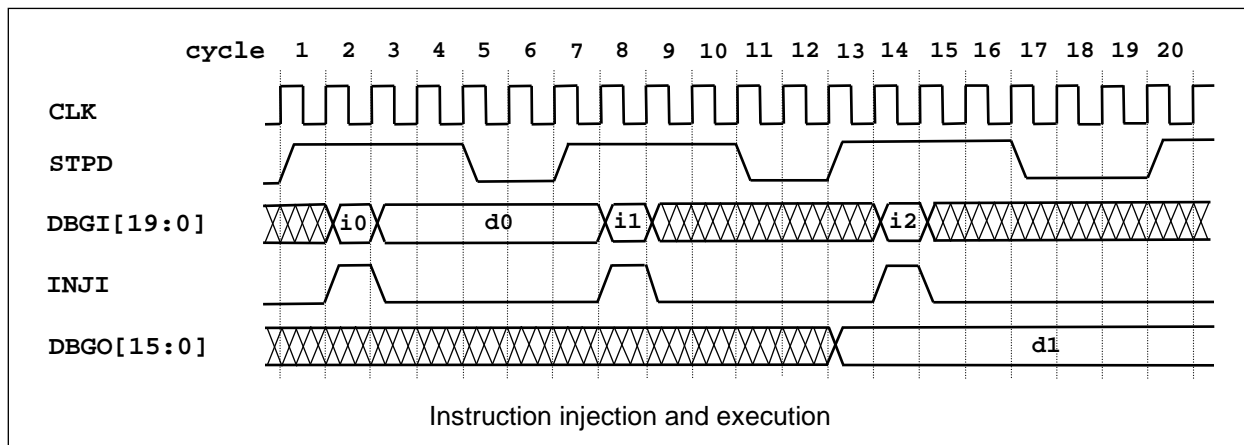 cycle 1 2 3 4 5 6 7 8 9 10 11 12 13 14 15 16 17 18 19 20
CLK
STPD
DBGI[19:0] i0 d0 i1 i2
INJI
DBGO[15:0] d1
Instruction injection and execution